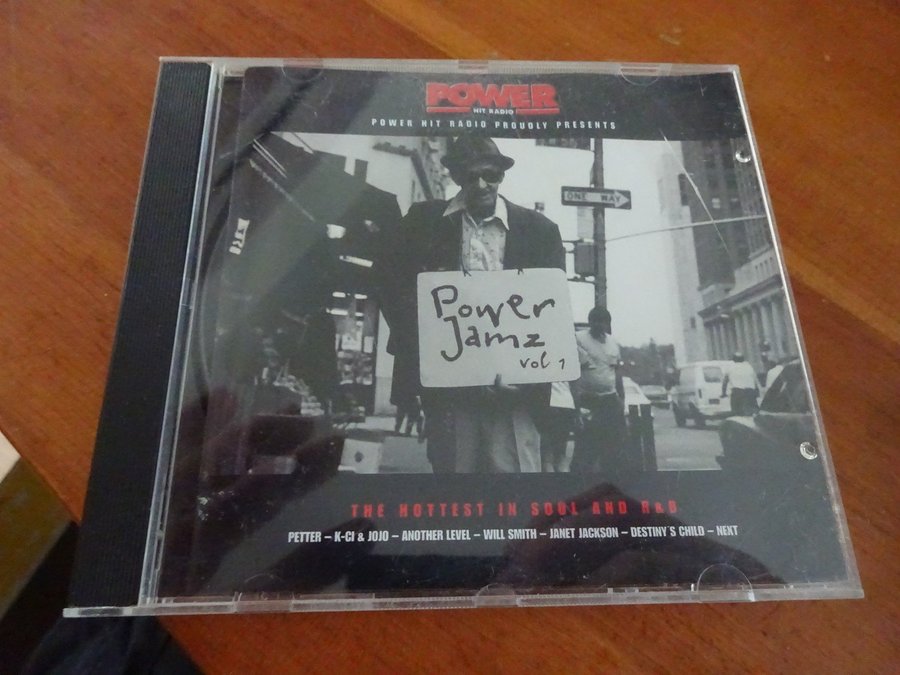 POWER
HIT RADIO
POWER HIT RADIO PROUDLY PRESENTS
ONE WAY
Power
Jamz
vol 1
THE HOTTEST IN SOUL AND R&B
PETTER – K-CI & JOJO – ANOTHER LEVEL – WILL SMITH – JANET JACKSON – DESTINY´S CHILD – NEXT